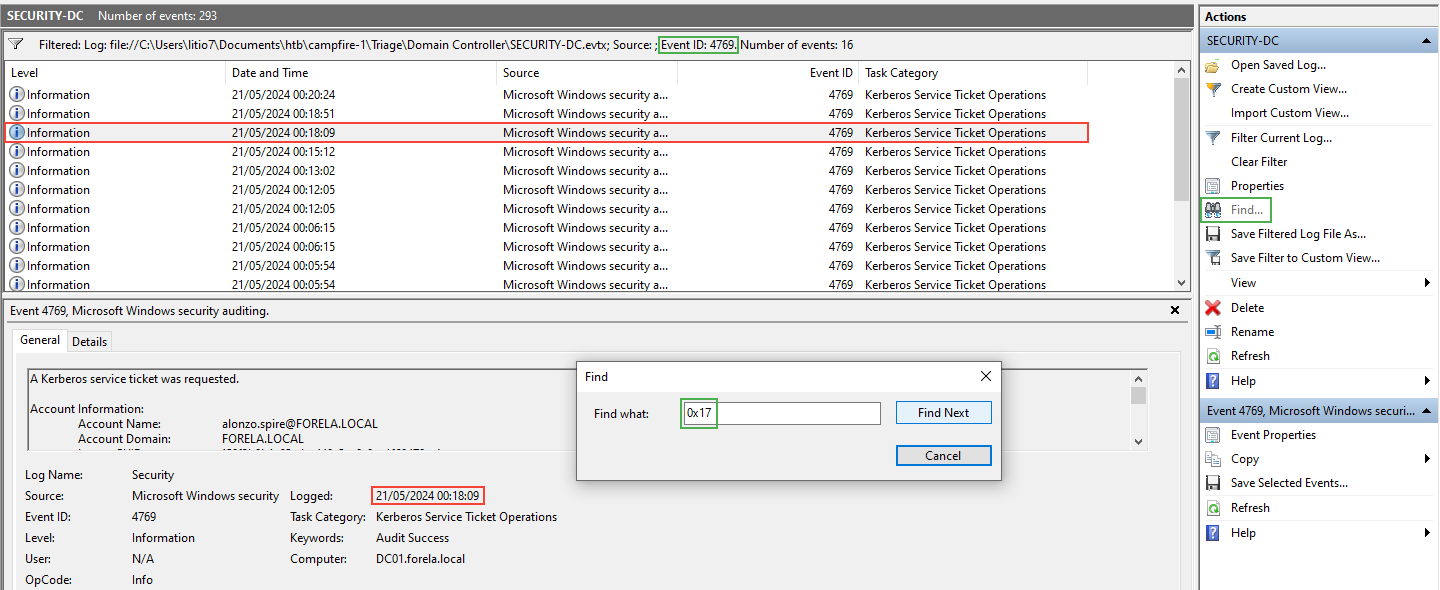 SECURITY-DC Number of events: 293
Filtered: Log: file://C:\Users\litio7\Documents\htb\campfire-1\Triage\Domain Controller\SECURITY-DC.evtx; Source: ; Event ID: 4769. Number of events: 16
Level Date and Time Source Event ID Task Category
Information 21/05/2024 00:20:24 Microsoft Windows security a... 4769 Kerberos Service Ticket Operations
Information 21/05/2024 00:18:51 Microsoft Windows security a... 4769 Kerberos Service Ticket Operations
Information 21/05/2024 00:18:09 Microsoft Windows security a... 4769 Kerberos Service Ticket Operations
Information 21/05/2024 00:15:12 Microsoft Windows security a... 4769 Kerberos Service Ticket Operations
Information 21/05/2024 00:13:02 Microsoft Windows security a... 4769 Kerberos Service Ticket Operations
Information 21/05/2024 00:12:05 Microsoft Windows security a... 4769 Kerberos Service Ticket Operations
Information 21/05/2024 00:12:05 Microsoft Windows security a... 4769 Kerberos Service Ticket Operations
Information 21/05/2024 00:06:15 Microsoft Windows security a... 4769 Kerberos Service Ticket Operations
Information 21/05/2024 00:06:15 Microsoft Windows security a... 4769 Kerberos Service Ticket Operations
Information 21/05/2024 00:05:54 Microsoft Windows security a... 4769 Kerberos Service Ticket Operations
Information 21/05/2024 00:05:54 Microsoft Windows security a... 4769 Kerberos Service Ticket Operations
Event 4769, Microsoft Windows security auditing.
General Details
A Kerberos service ticket was requested.
Account Information:
Account Name: alonzo.spire@FORELA.LOCAL
Account Domain: FORELA.LOCAL
Log Name: Security
Source: Microsoft Windows security Logged: 21/05/2024 00:18:09
Event ID: 4769 Task Category: Kerberos Service Ticket Operations
Level: Information Keywords: Audit Success
User: N/A Computer: DC01.forela.local
OpCode: Info
Find
Find what: 0x17 Find Next
Cancel
Actions
SECURITY-DC
Open Saved Log...
Create Custom View...
Import Custom View...
Filter Current Log...
Clear Filter
Properties
Find...
Save Filtered Log File As...
Save Filter to Custom View...
View
Delete
Rename
Refresh
Help
Event 4769, Microsoft Windows securi...
Event Properties
Copy
Save Selected Events...
Refresh
Help